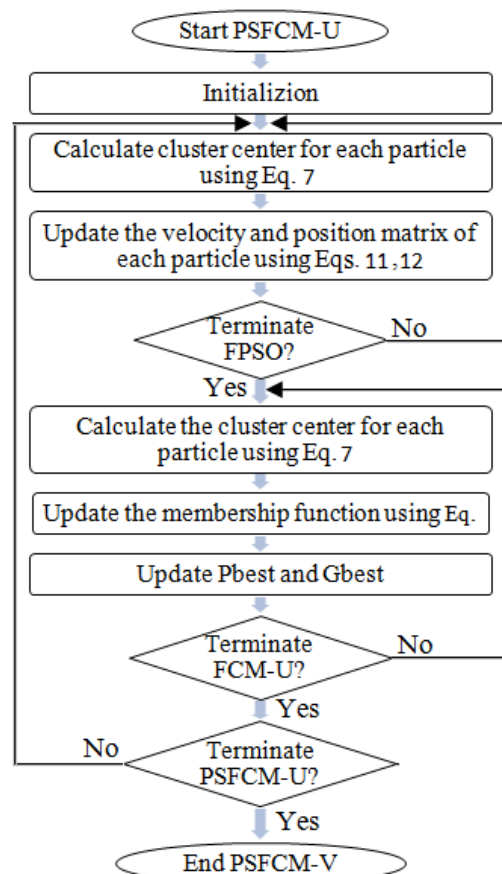 Start PSFCM-U
Initializion
Calculate cluster center for each particle
using Eq. 7
Update the velocity and position matrix of
each particle using Eqs. 11,12
Terminate
FPSO?
No
Yes
Calculate the cluster center for each
particle using Eq. 7
Update the membership function using Eq.
Update Pbest and Gbest
Terminate
FCM-U?
No
Yes
No
Terminate
PSFCM-U?
Yes
End PSFCM-V